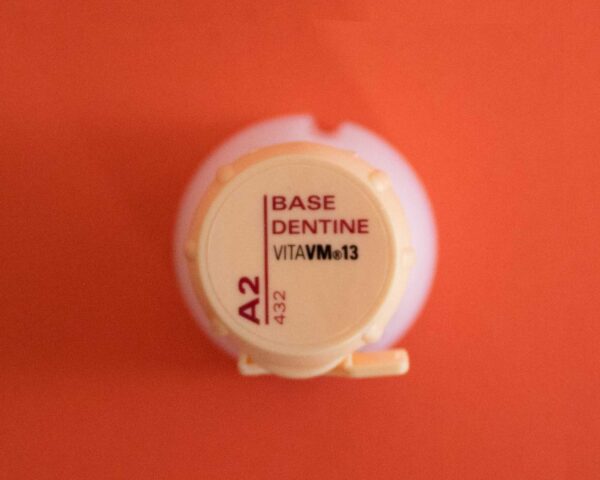 BASE
DENTINE
VITAVM®13
A2
432